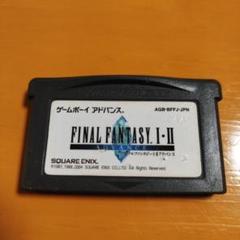 ゲームボーイ アドバンス
AGB-BFFJ-JPN
FINAL FANTASY I・II
ADVANCE
SQUARE ENIX